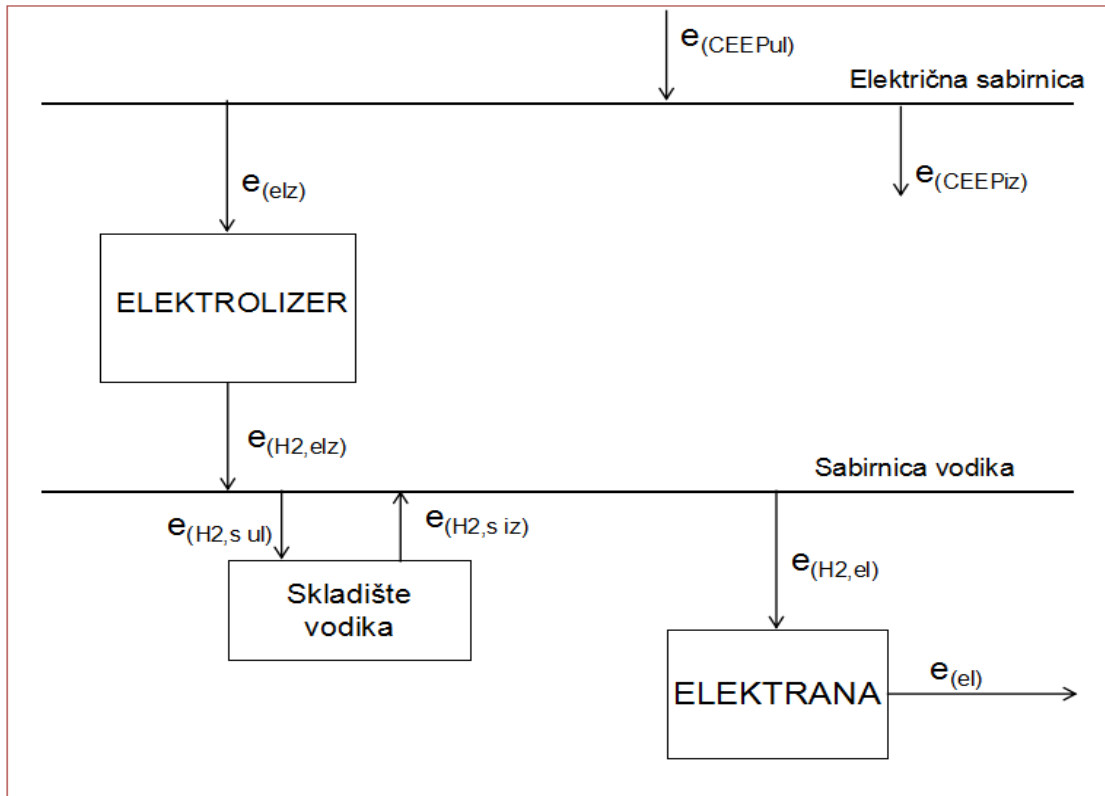 e(CEEPul)
Električna sabirnica
e(elz)
e(CEEPiz)
ELEKTROLIZER
e(H2,elz)
Sabirnica vodika
e(H2,s ul)
e(H2,s iz)
e(H2,el)
Skladište
vodika
ELEKTRANA
e(el)